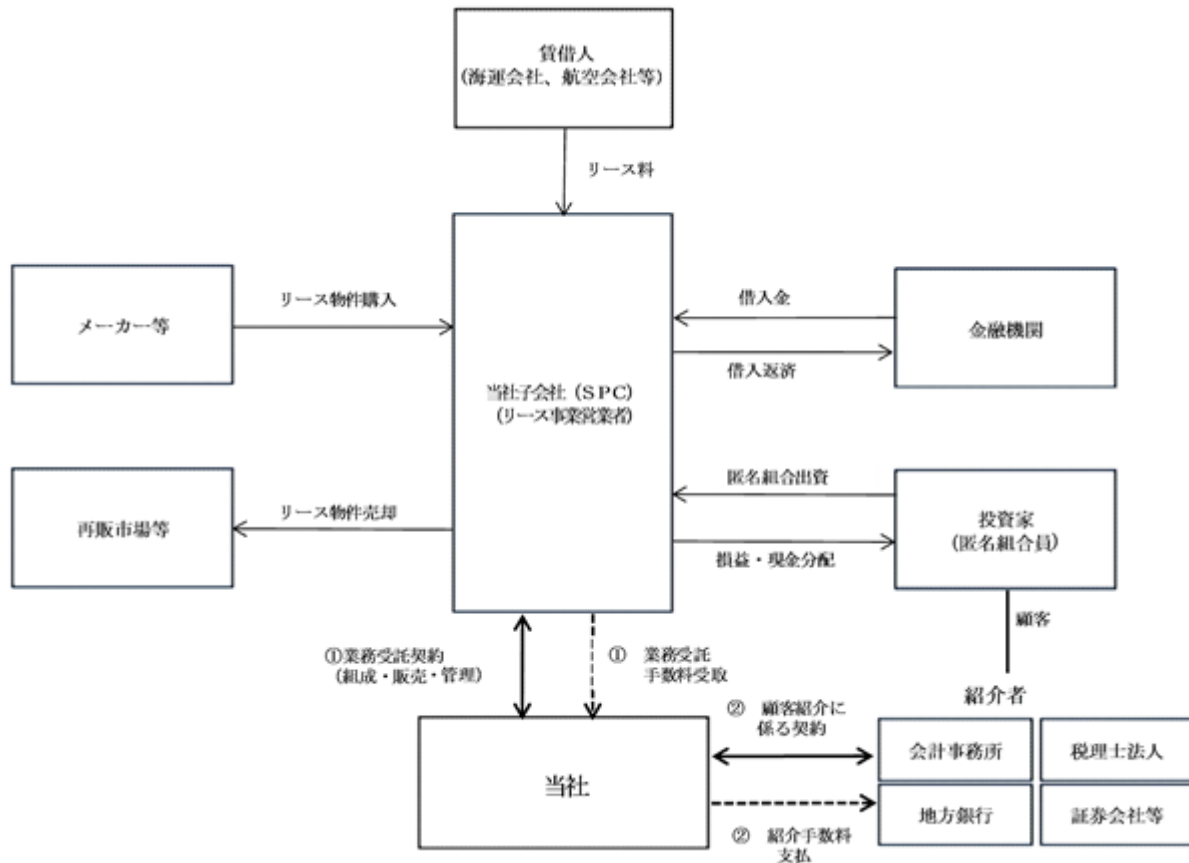 賃借人
(海運会社、航空会社等)
リース料
メーカー等
リース物件購入
借入金
金融機関
借入返済
当社子会社（ＳＰＣ）
(リース事業営業者)
再販市場等
リース物件売却
匿名組合出資
投資家
(匿名組合員)
損益・現金分配
顧客
①業務受託契約
(組成・販売・管理)
①　業務受託
手数料受取
紹介者
当社
②　顧客紹介に
係る契約
会計事務所
税理士法人
地方銀行
証券会社等
②　紹介手数料
支払